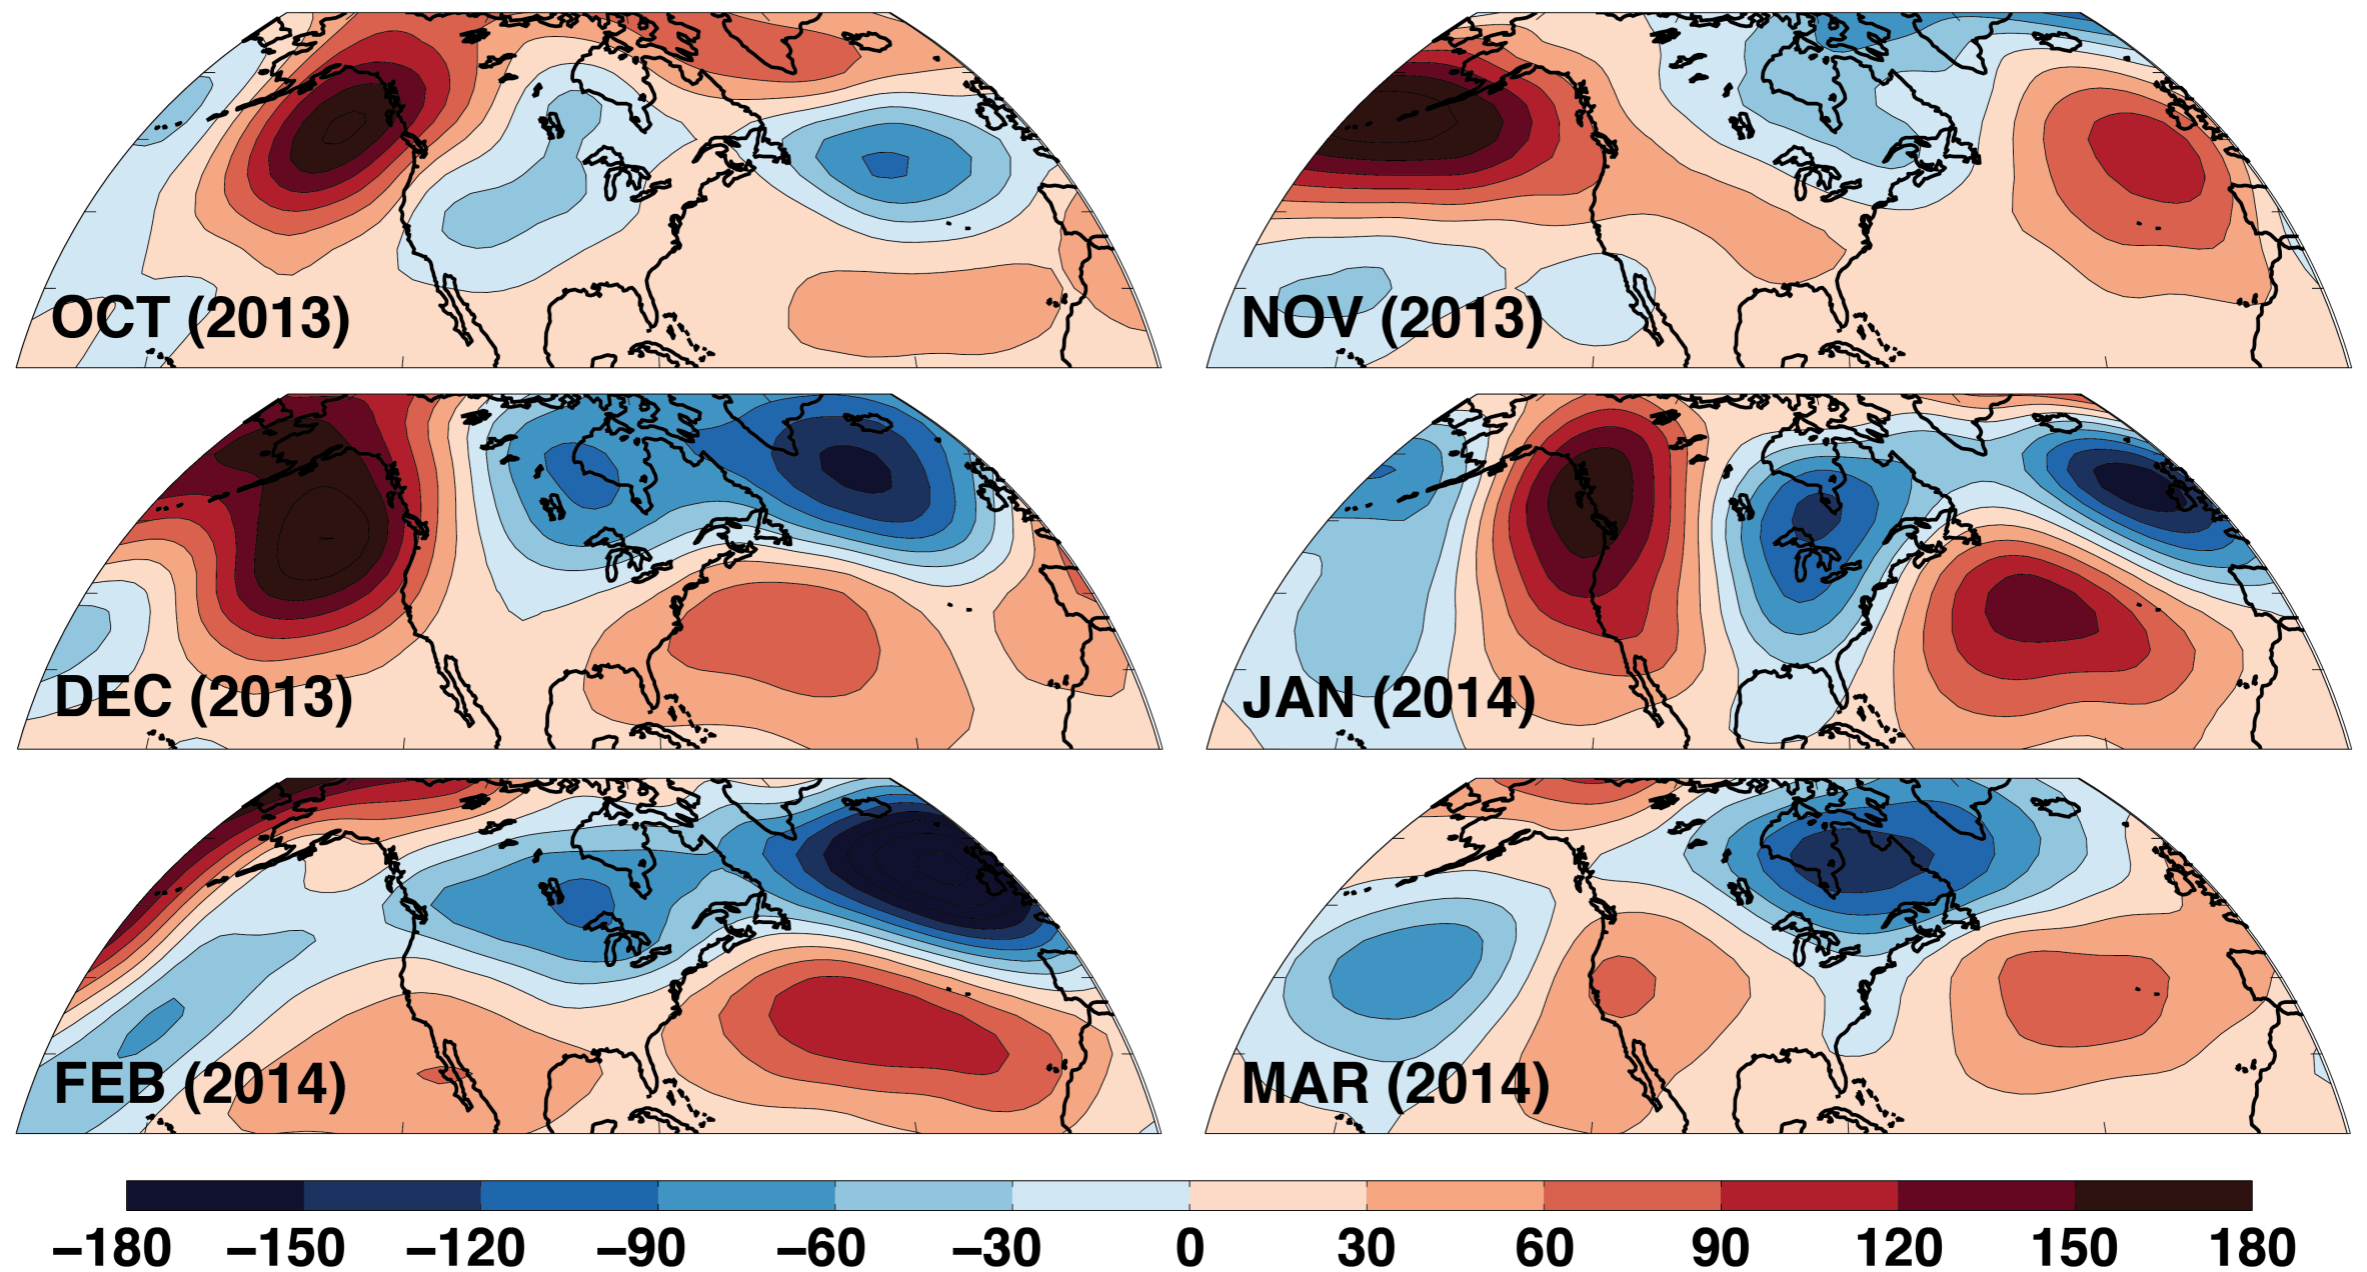 OCT (2013)
NOV (2013)
DEC (2013)
JAN (2014)
FEB (2014)
MAR (2014)
−180 −150 −120 −90 −60 −30 0 30 60 90 120 150 180